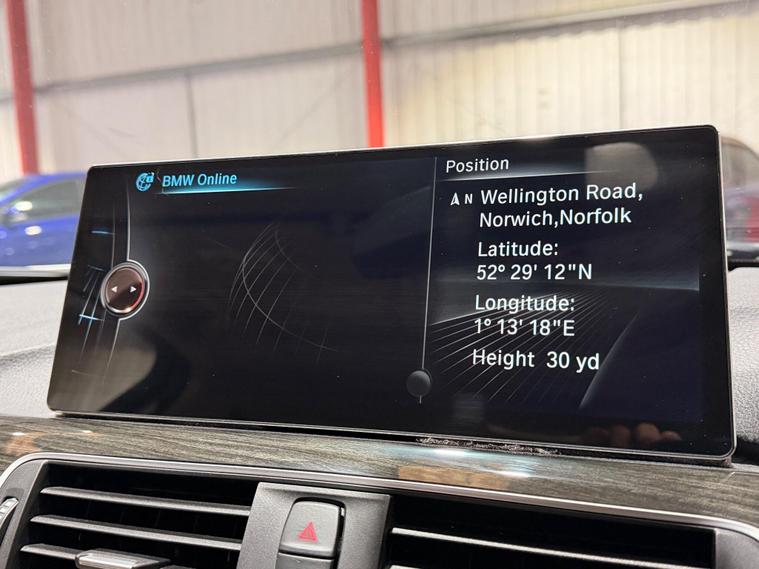 BMW Online
Position
N Wellington Road,
Norwich,Norfolk
Latitude:
52° 29' 12"N
Longitude:
1° 13' 18"E
Height 30 yd